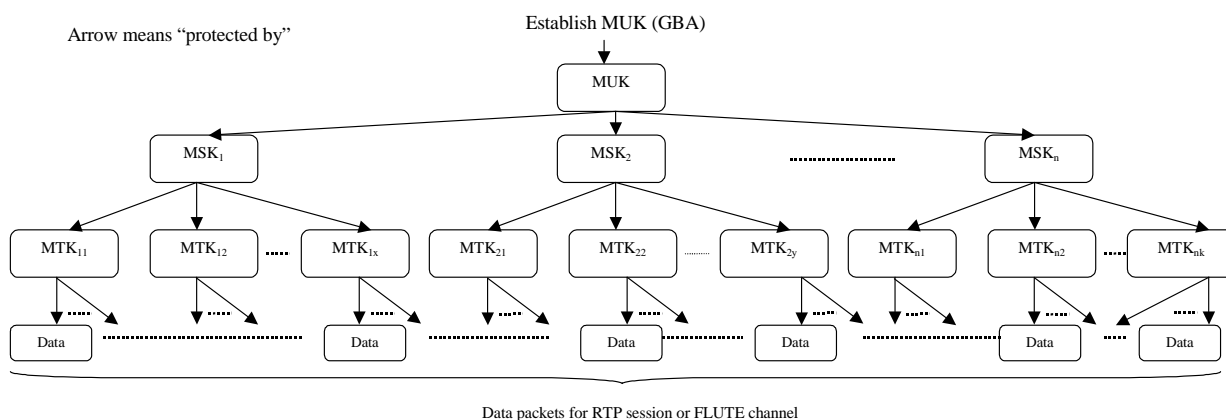 Establish MUK (GBA)
Arrow means “protected by”
MUK
MSK₁ MSK₂ MSKₙ
MTK₁₁ MTK₁₂ MTK₁ₓ MTK₂₁ MTK₂₂ MTK₂ᵧ MTKₙ₁ MTKₙ₂ MTKₙₖ
Data Data Data Data Data Data
Data packets for RTP session or FLUTE channel